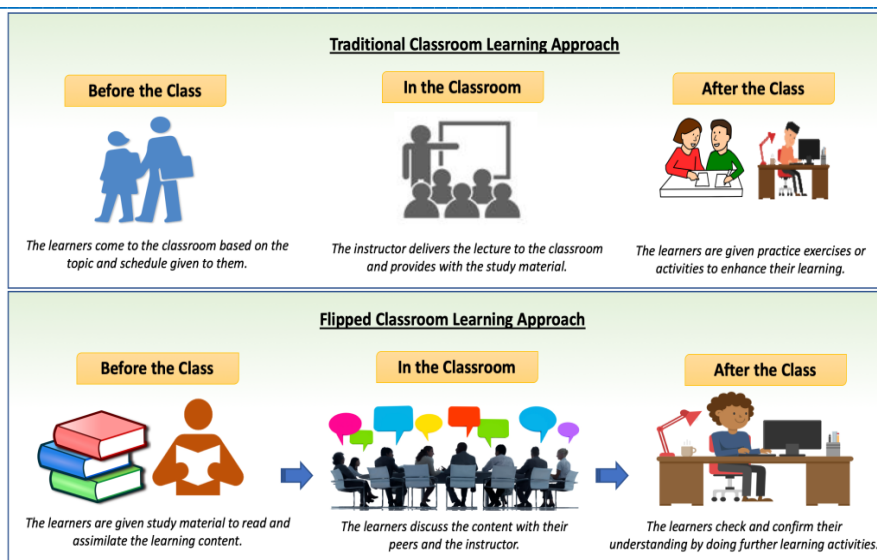 Traditional Classroom Learning Approach
Before the Class
In the Classroom
After the Class
The learners come to the classroom based on the
topic and schedule given to them.
The instructor delivers the lecture to the classroom
and provides with the study material.
The learners are given practice exercises or
activities to enhance their learning.
Flipped Classroom Learning Approach
Before the Class
In the Classroom
After the Class
The learners are given study material to read and
assimilate the learning content.
The learners discuss the content with their
peers and the instructor.
The learners check and confirm their
understanding by doing further learning activities.